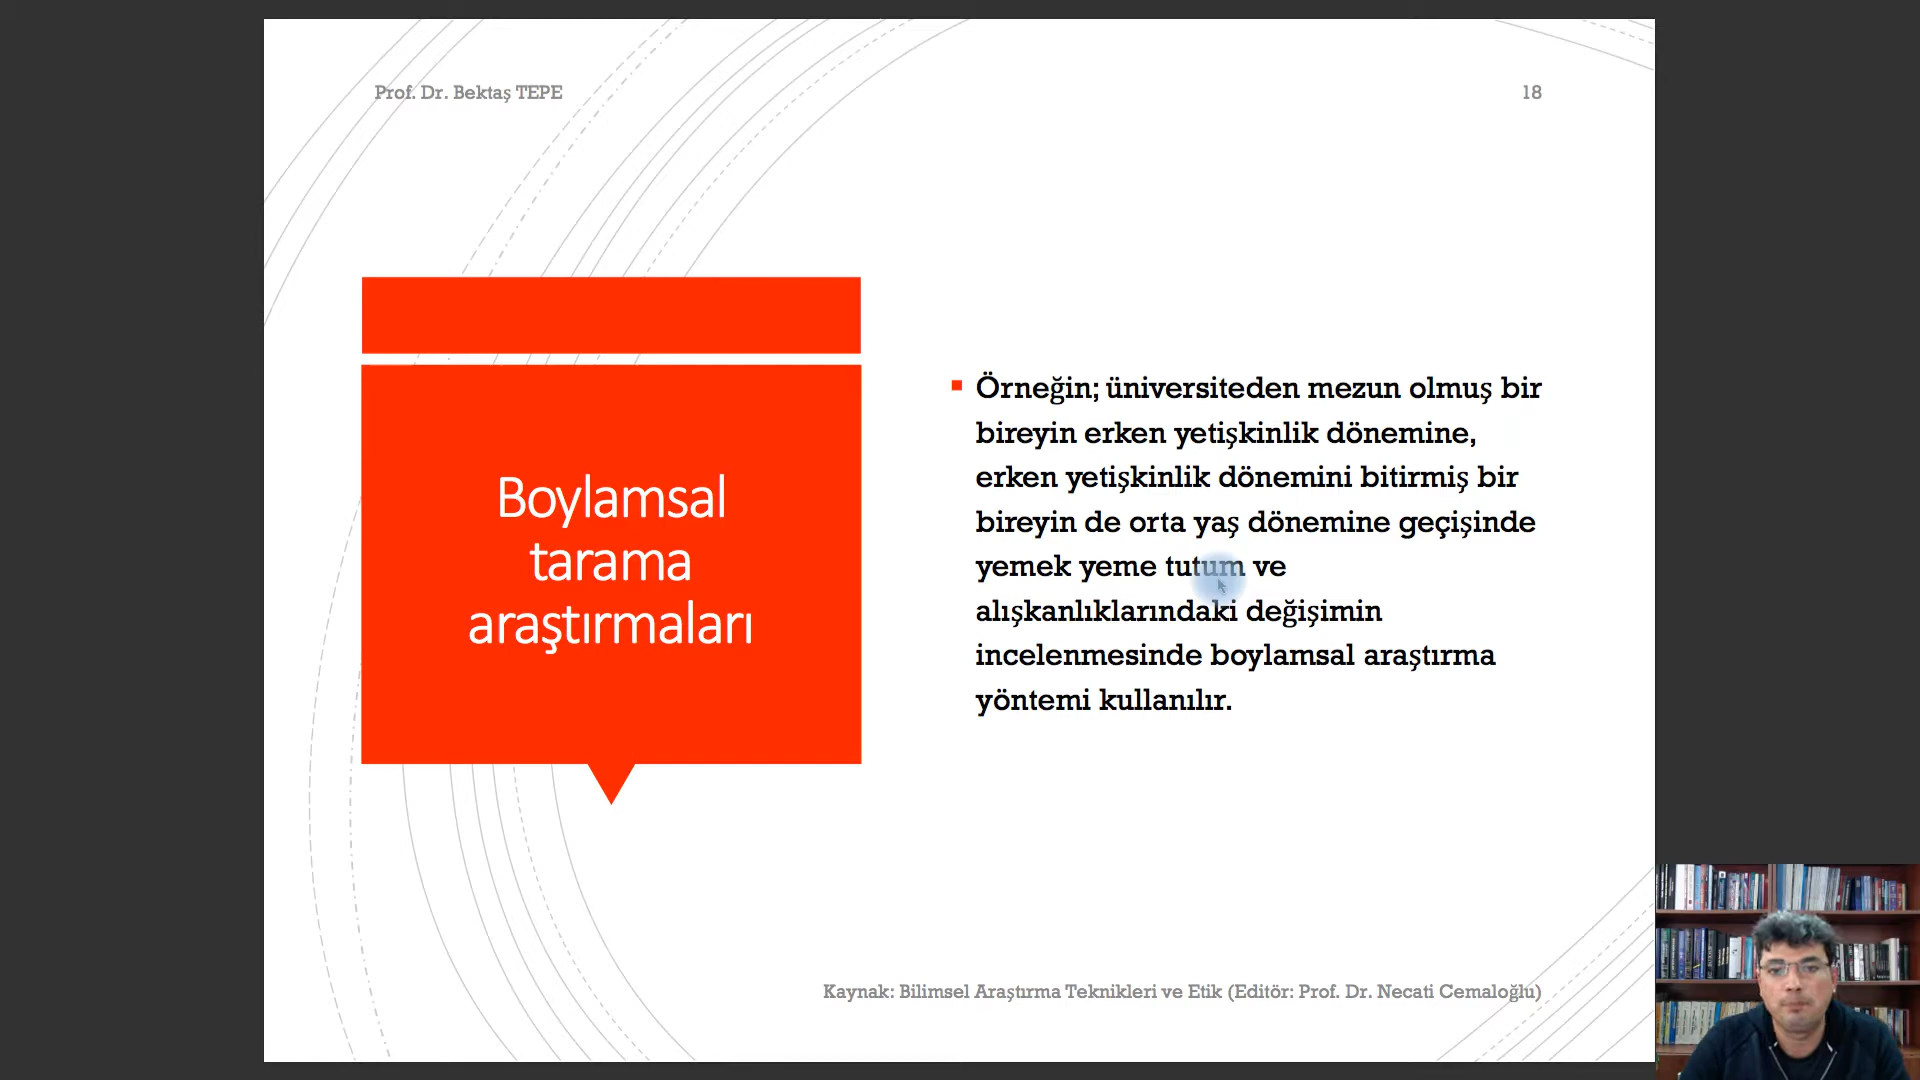 Prof. Dr. Bektaş TEPE
18
Boylamsal
tarama
araştırmaları
Örneğin; üniversiteden mezun olmuş bir
bireyin erken yetişkinlik dönemine,
erken yetişkinlik dönemini bitirmiş bir
bireyin de orta yaş dönemine geçişinde
yemek yeme tutum ve
alışkanlıklarındaki değişimin
incelenmesinde boylamsal araştırma
yöntemi kullanılır.
Kaynak: Bilimsel Araştırma Teknikleri ve Etik (Editör: Prof. Dr. Necati Cemaloğlu)